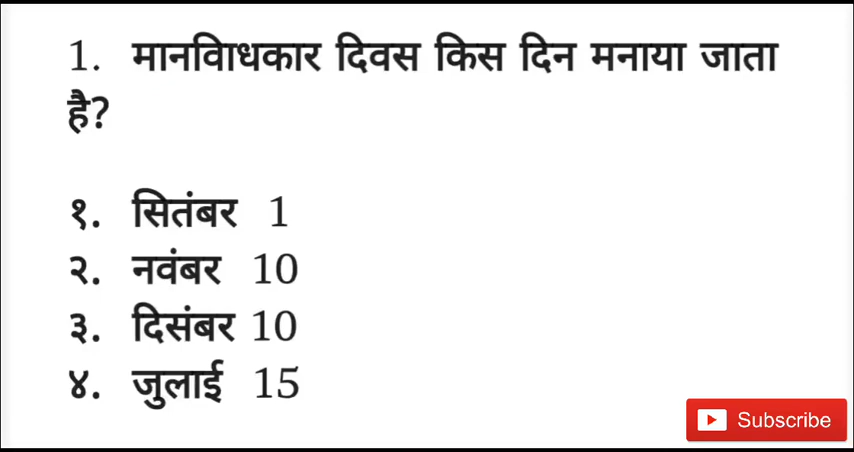 1. मानविाधकार दिवस किस दिन मनाया जाता
है?
१. सितंबर 1
२. नवंबर 10
३. दिसंबर 10
४. जुलाई 15
Subscribe